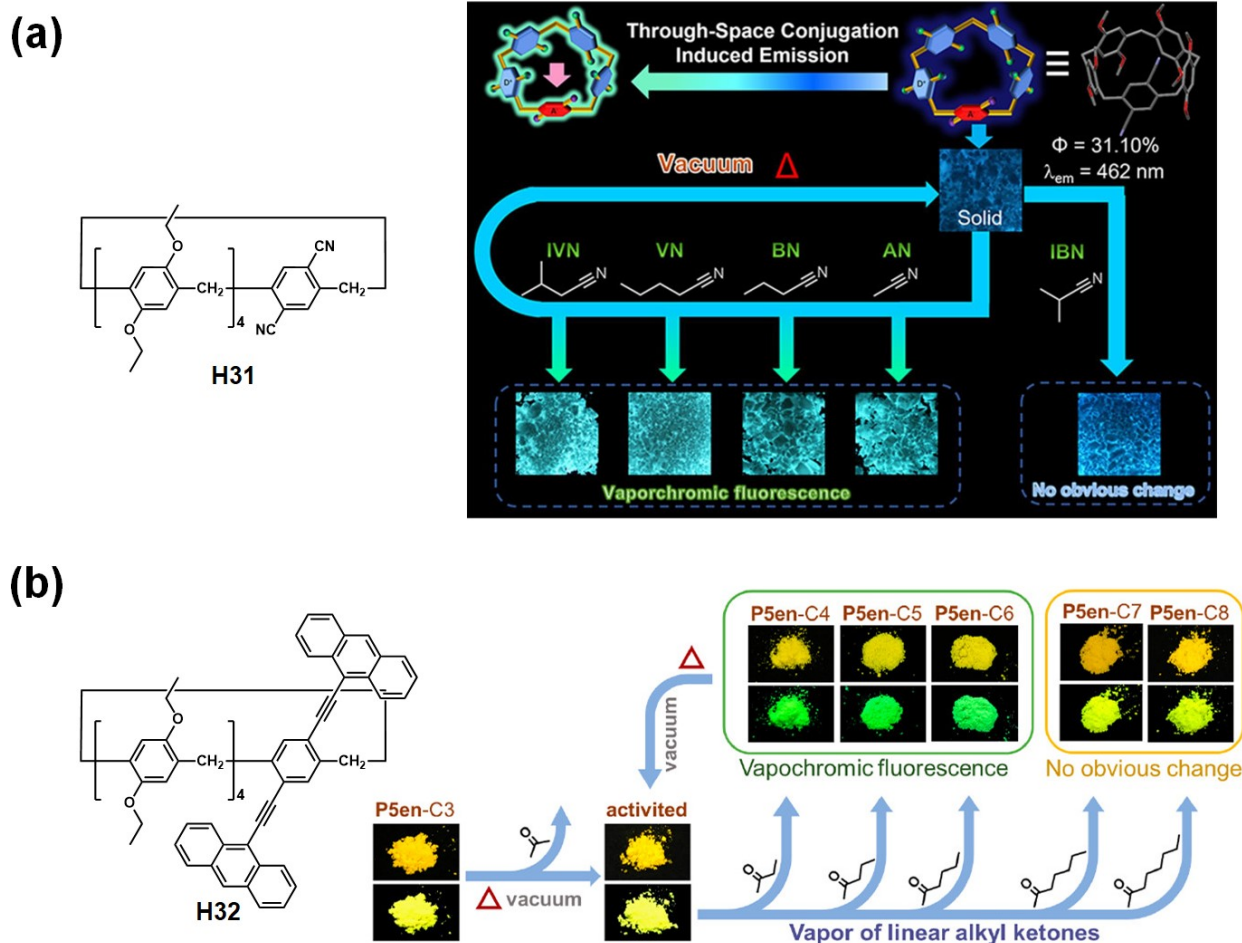 (a)
Through-Space Conjugation
Induced Emission
D*
A
D*
A
Φ = 31.10%
λem = 462 nm
Vacuum Δ
Solid
IVN
VN
BN
AN
IBN
N
N
N
N
N
Vaporchromic fluorescence
No obvious change
O
O
CH2
4
CN
NC
CH2
H31
(b)
O
O
CH2
4
CH2
H32
P5en-C3
Δ vacuum
O
activited
Δ
vacuum
P5en-C4
P5en-C5
P5en-C6
Vapochromic fluorescence
P5en-C7
P5en-C8
No obvious change
O
O
O
O
O
Vapor of linear alkyl ketones